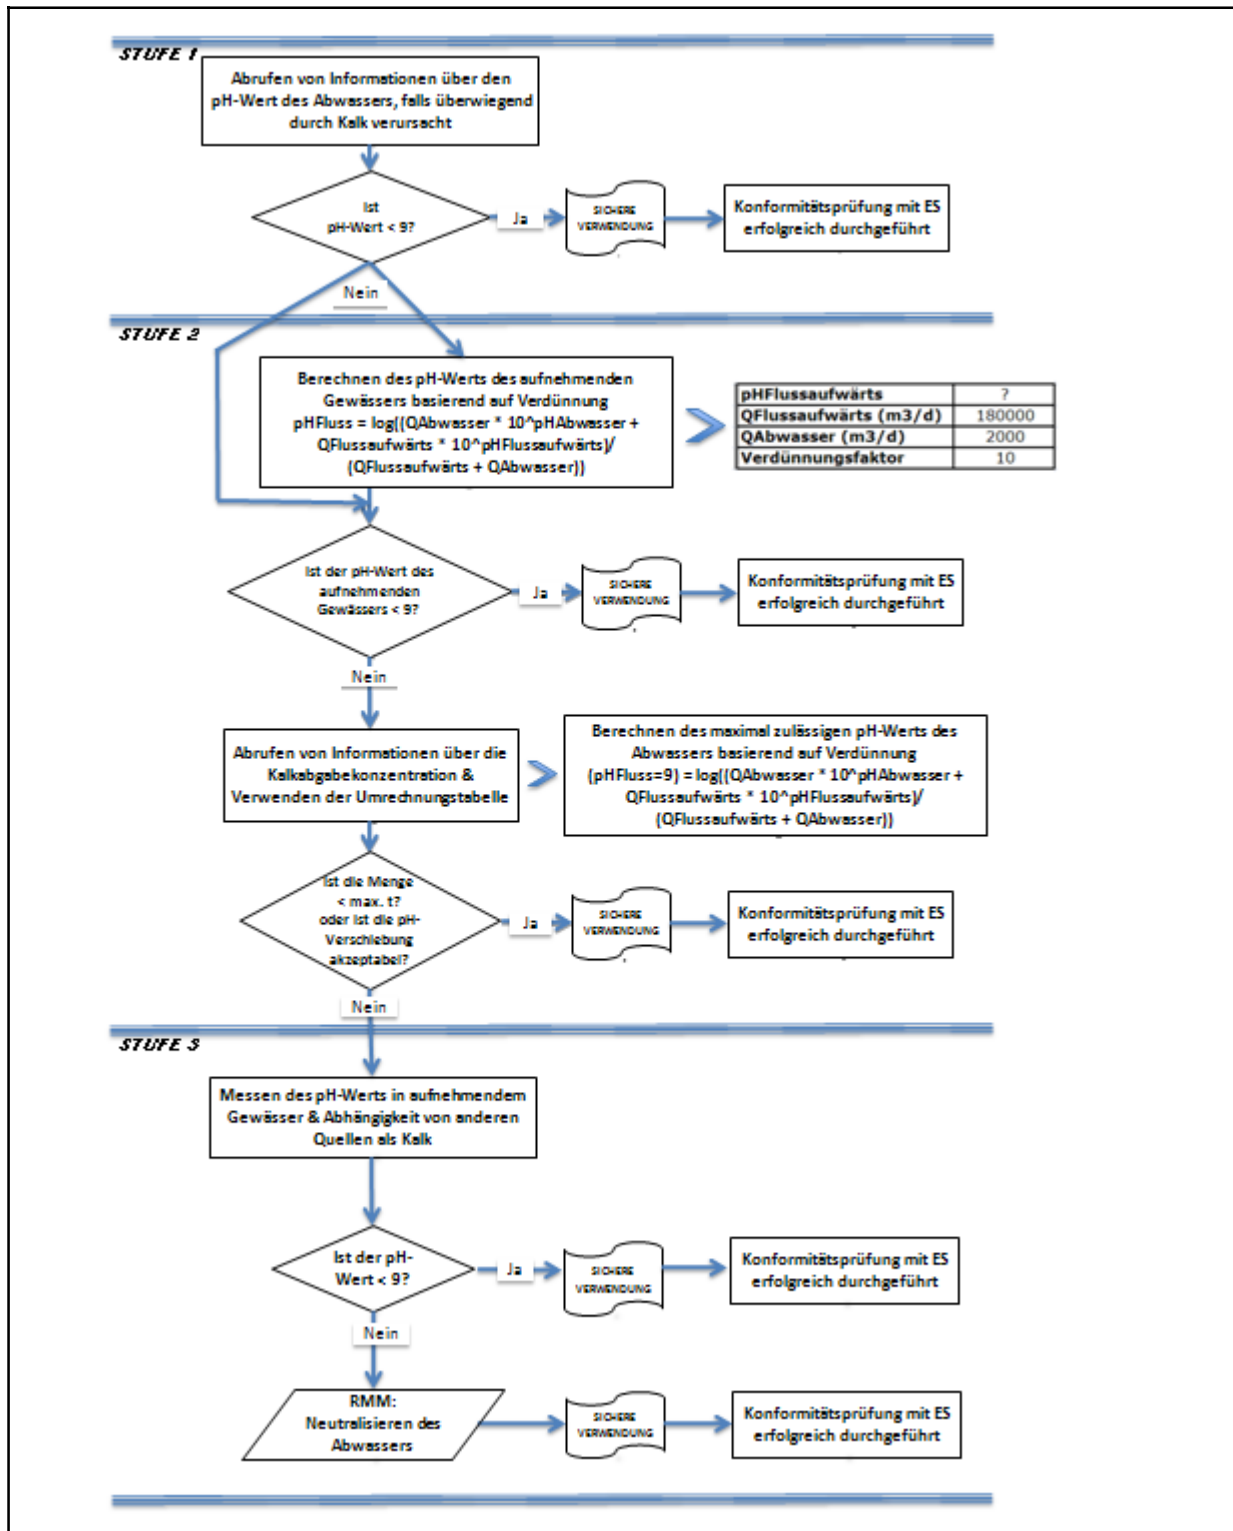 STUFE 1
Abrufen von Informationen über den
pH-Wert des Abwassers, falls überwiegend
durch Kalk verursacht
Ist
pH-Wert < 9?
Ja
SICHERE
VERWENDUNG
Konformitätsprüfung mit ES
erfolgreich durchgeführt
Nein
STUFE 2
Berechnen des pH-Werts des aufnehmenden
Gewässers basierend auf Verdünnung
pHFluss = log((QAbwasser * 10^pHAbwasser +
QFlussaufwärts * 10^pHFlussaufwärts)/
(QFlussaufwärts + QAbwasser))
pHFlussaufwärts ?
QFlussaufwärts (m3/d) 180000
QAbwasser (m3/d) 2000
Verdünnungsfaktor 10
Ist der pH-Wert des
aufnehmenden
Gewässers < 9?
Ja
SICHERE
VERWENDUNG
Konformitätsprüfung mit ES
erfolgreich durchgeführt
Nein
Abrufen von Informationen über die
Kalkabgabekonzentration &
Verwenden der Umrechnungstabelle
Berechnen des maximal zulässigen pH-Werts des
Abwassers basierend auf Verdünnung
(pHFluss=9) = log((QAbwasser * 10^pHAbwasser +
QFlussaufwärts * 10^pHFlussaufwärts)/
(QFlussaufwärts + QAbwasser))
Ist die Menge
< max. t?
oder ist die pH-
Verschiebung
akzeptabel?
Ja
SICHERE
VERWENDUNG
Konformitätsprüfung mit ES
erfolgreich durchgeführt
Nein
STUFE 3
Messen des pH-Werts in aufnehmendem
Gewässer & Abhängigkeit von anderen
Quellen als Kalk
Ist der pH-
Wert < 9?
Ja
SICHERE
VERWENDUNG
Konformitätsprüfung mit ES
erfolgreich durchgeführt
Nein
RMM:
Neutralisieren des
Abwassers
SICHERE
VERWENDUNG
Konformitätsprüfung mit ES
erfolgreich durchgeführt